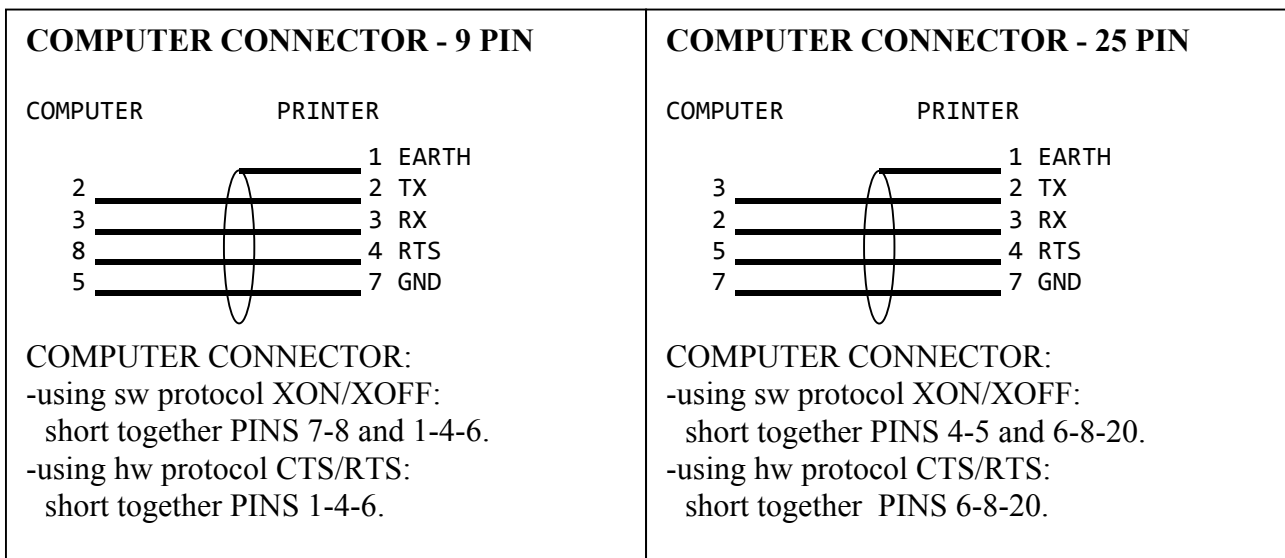 COMPUTER CONNECTOR - 9 PIN
COMPUTER PRINTER
1 EARTH
2 2 TX
3 3 RX
8 4 RTS
5 7 GND
COMPUTER CONNECTOR:
-using sw protocol XON/XOFF:
short together PINS 7-8 and 1-4-6.
-using hw protocol CTS/RTS:
short together PINS 1-4-6.
COMPUTER CONNECTOR - 25 PIN
COMPUTER PRINTER
1 EARTH
3 2 TX
2 3 RX
5 4 RTS
7 7 GND
COMPUTER CONNECTOR:
-using sw protocol XON/XOFF:
short together PINS 4-5 and 6-8-20.
-using hw protocol CTS/RTS:
short together PINS 6-8-20.